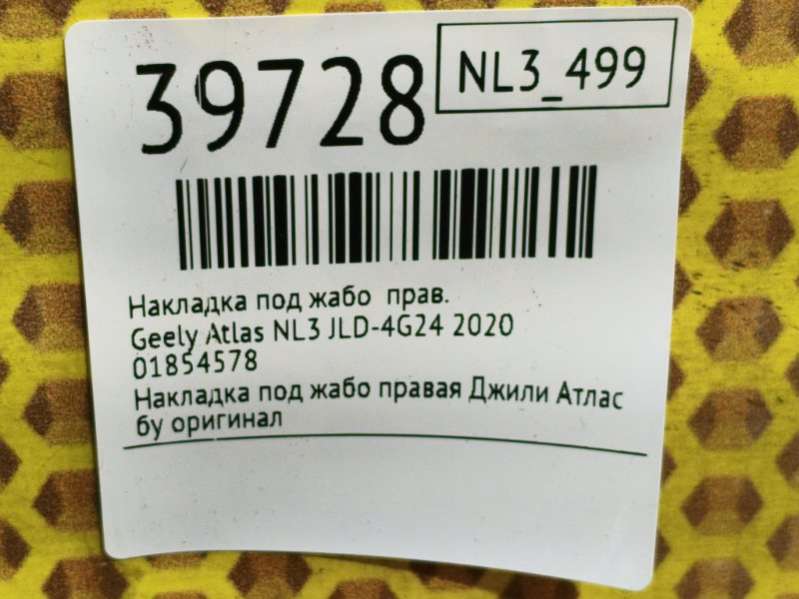 39728
NL3_499
Накладка под жабо прав.
Geely Atlas NL3 JLD-4G24 2020
01854578
Накладка под жабо правая Джили Атлас
бу оригинал